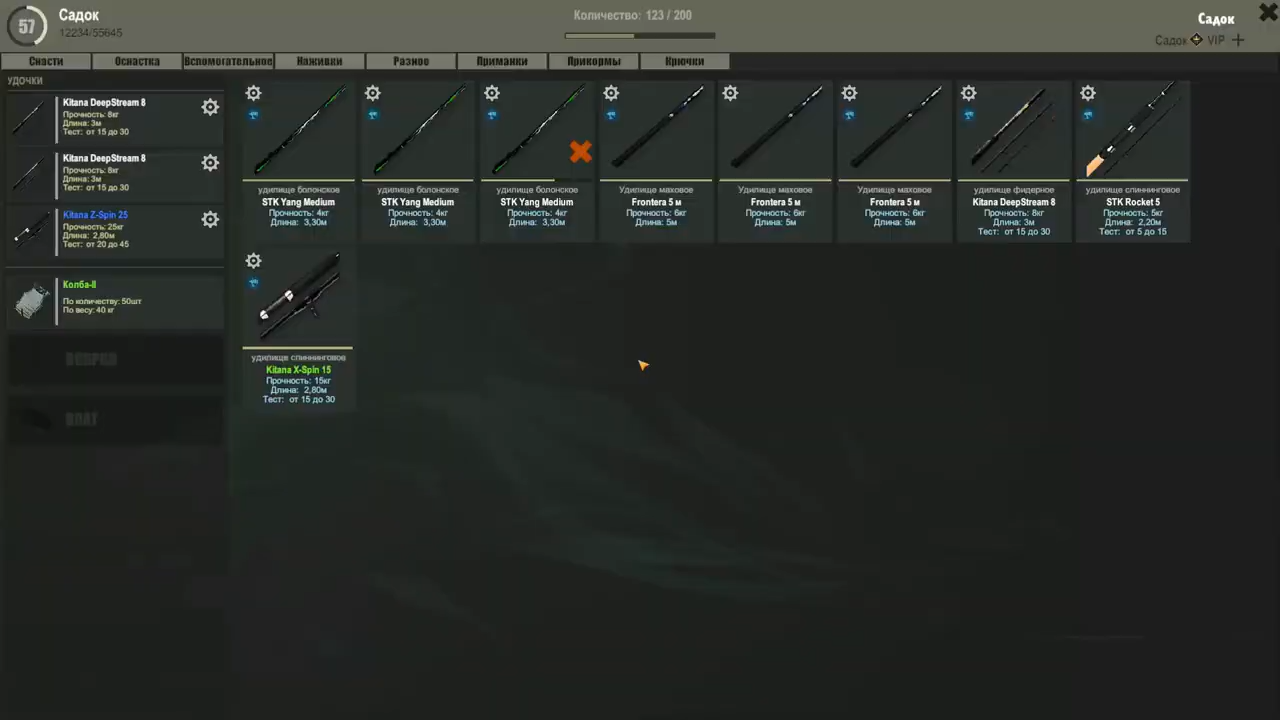 57
Садок
12234/55645
Количество: 123 / 200
Садок
Садок VIP
Снасти
Оснастка
Вспомогательное
Наживки
Разное
Приманки
Прикормы
Крючки
УДОЧКИ
Kitana DeepStream 8
Прочность: 8кг
Длина: 3м
Тест: от 15 до 30
Kitana DeepStream 8
Прочность: 8кг
Длина: 3м
Тест: от 15 до 30
Kitana Z-Spin 25
Прочность: 25кг
Длина: 2,80м
Тест: от 20 до 45
Колба-II
По количеству: 50шт
По весу: 40 кг
BOAT
удилище болонское
STK Yang Medium
Прочность: 4кг
Длина: 3,30м
удилище болонское
STK Yang Medium
Прочность: 4кг
Длина: 3,30м
удилище болонское
STK Yang Medium
Прочность: 4кг
Длина: 3,30м
Удилище маховое
Frontera 5 м
Прочность: 6кг
Длина: 5м
Удилище маховое
Frontera 5 м
Прочность: 6кг
Длина: 5м
Удилище маховое
Frontera 5 м
Прочность: 6кг
Длина: 5м
удилище фидерное
Kitana DeepStream 8
Прочность: 8кг
Длина: 3м
Тест: от 15 до 30
удилище спиннинговое
STK Rocket 5
Прочность: 5кг
Длина: 2,20м
Тест: от 5 до 15
удилище спиннинговое
Kitana X-Spin 15
Прочность: 15кг
Длина: 2,80м
Тест: от 15 до 30